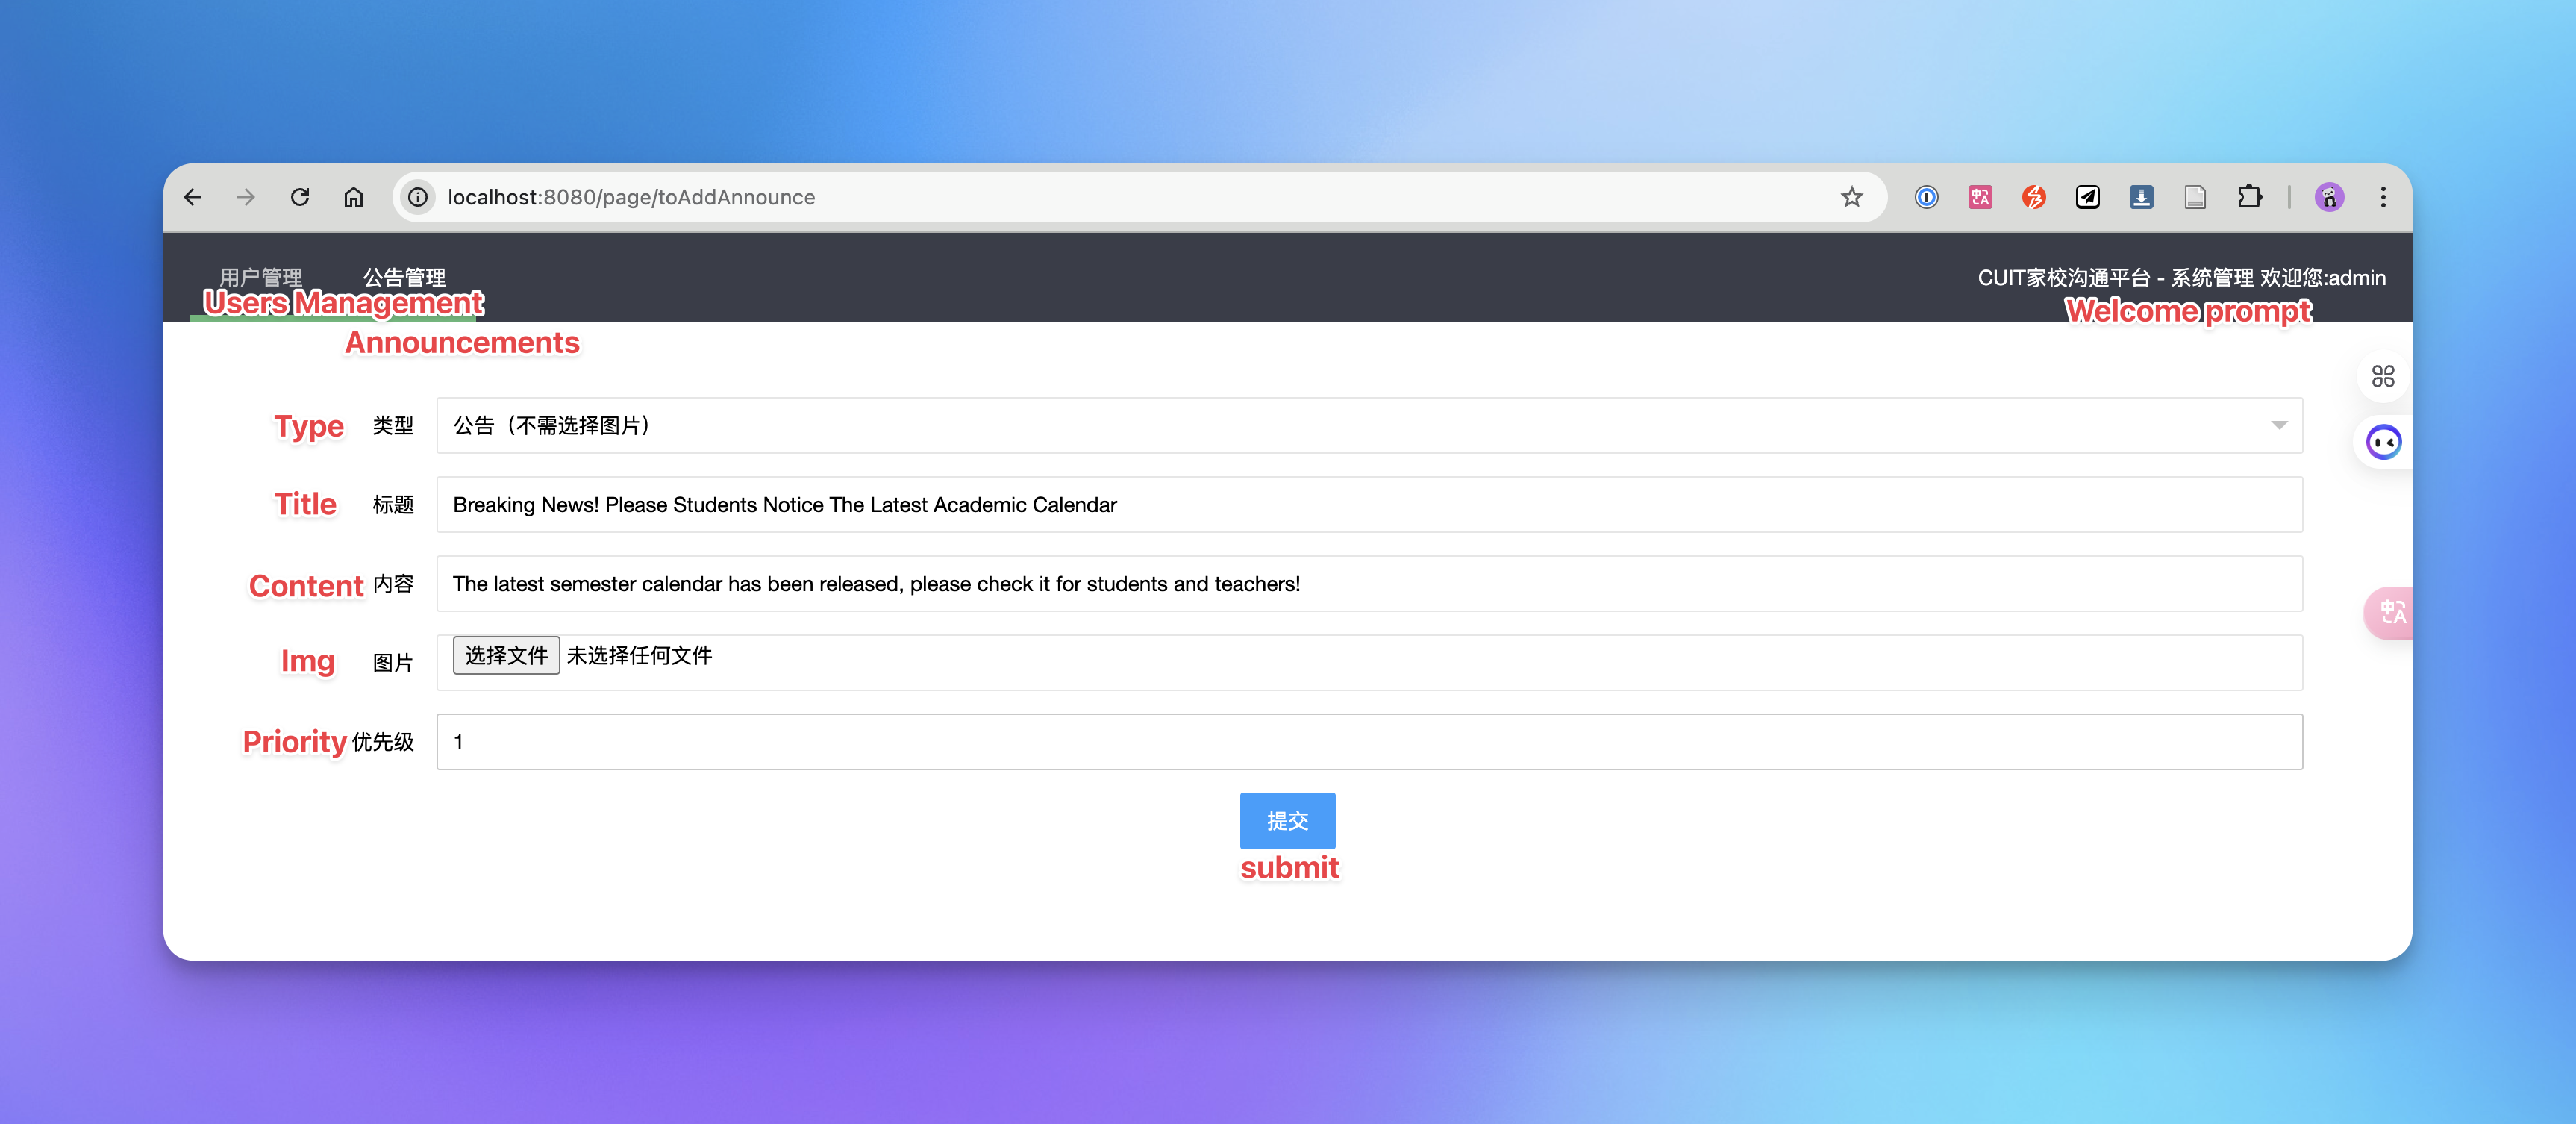 localhost:8080/page/toAddAnnounce
用户管理 公告管理 CUIT家校沟通平台 - 系统管理 欢迎您:admin
Users Management Welcome prompt
Announcements
Type 类型 公告（不需选择图片）
Title 标题 Breaking News! Please Students Notice The Latest Academic Calendar
Content 内容 The latest semester calendar has been released, please check it for students and teachers!
Img 图片 选择文件 未选择任何文件
Priority 优先级 1
提交
submit